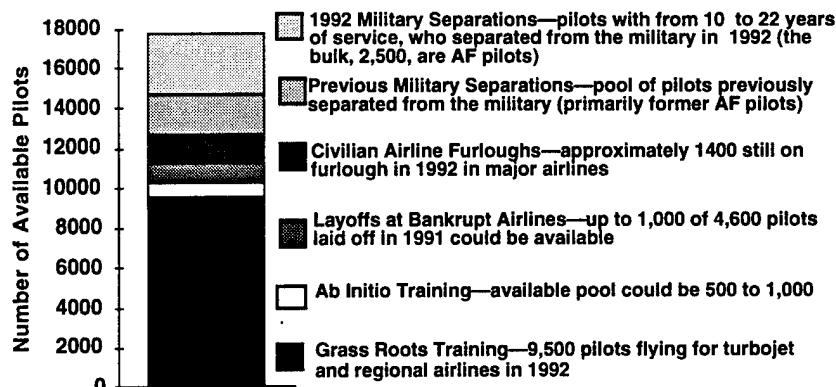 18000
16000
14000
12000
10000
8000
6000
4000
2000
0
Number of Available Pilots
1992 Military Separations—pilots with from 10 to 22 years
of service, who separated from the military in 1992 (the
bulk, 2,500, are AF pilots)
Previous Military Separations—pool of pilots previously
separated from the military (primarily former AF pilots)
Civilian Airline Furloughs—approximately 1400 still on
furlough in 1992 in major airlines
Layoffs at Bankrupt Airlines—up to 1,000 of 4,600 pilots
laid off in 1991 could be available
Ab Initio Training—available pool could be 500 to 1,000
Grass Roots Training—9,500 pilots flying for turbojet
and regional airlines in 1992